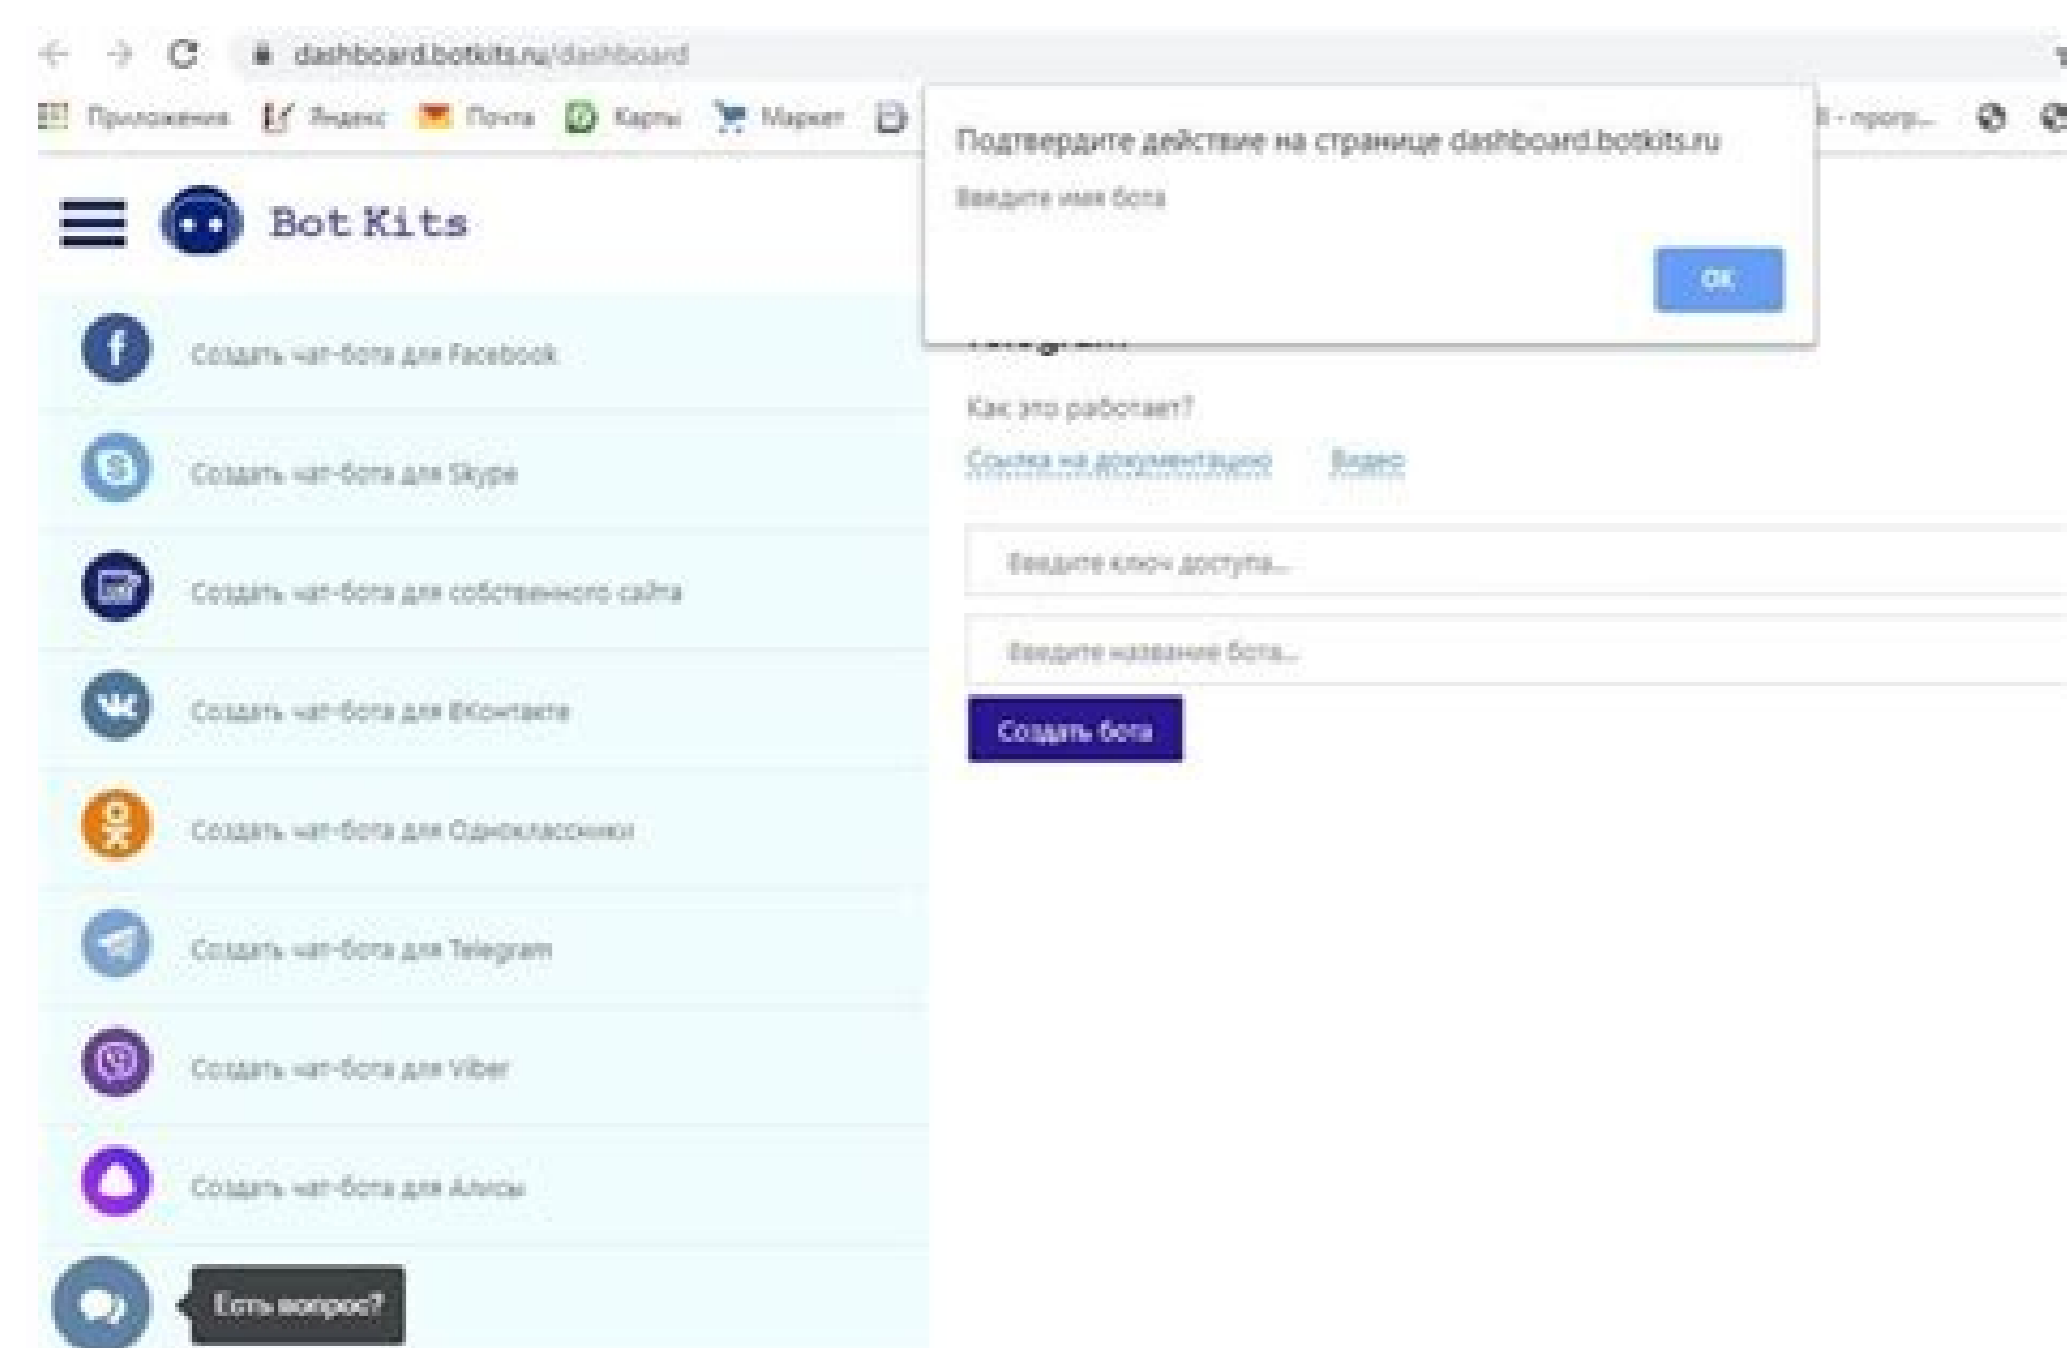 dashboard.botkits.ru/dashboard
Приложения Яндекс Почта Карты Маркет
- прогр...
Подтвердите действие на странице dashboard.botkits.ru
Введите имя бота
ОК
Bot Kits
Создать чат-бота для Facebook
Создать чат-бота для Skype
Создать чат-бота для собственного сайта
Создать чат-бота для ВКонтакте
Создать чат-бота для Одноклассники
Создать чат-бота для Telegram
Создать чат-бота для Viber
Создать чат-бота для Алисы
Есть вопрос?
Как это работает?
Ссылка на документацию Видео
Введите ключ доступа...
Введите название бота...
Создать бота